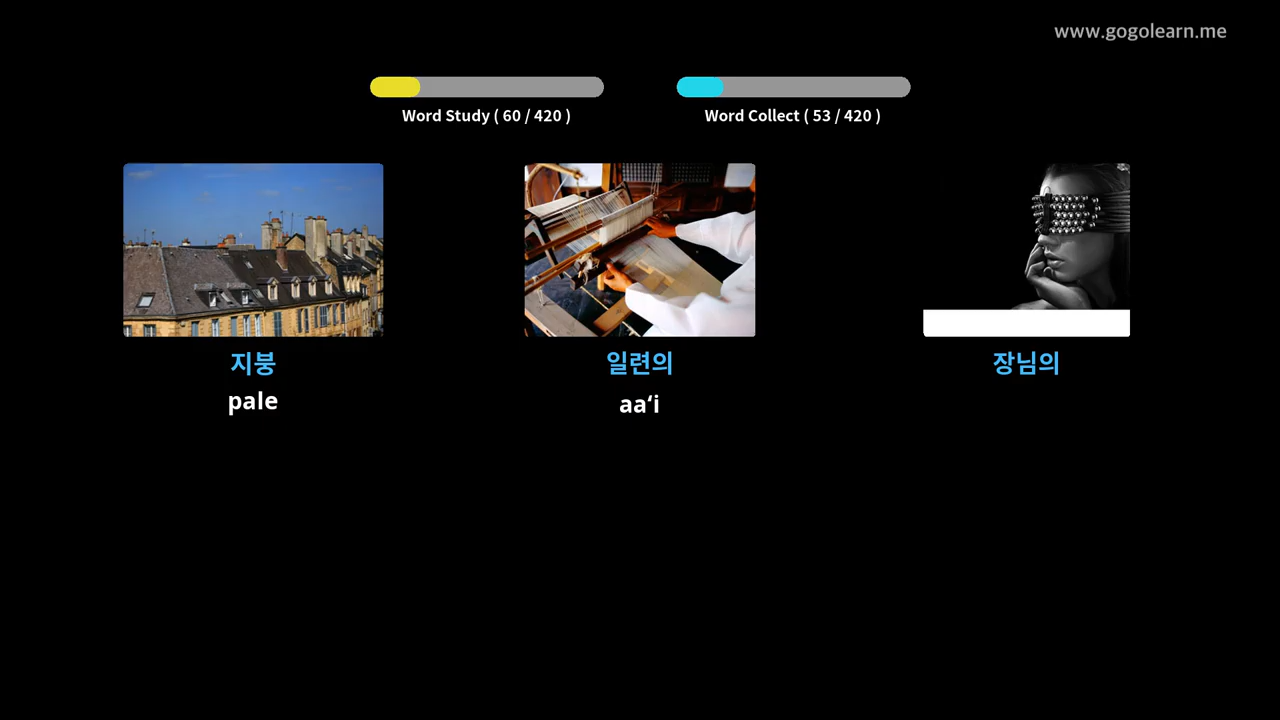 www.gogolearn.me
Word Study ( 60 / 420 )
Word Collect ( 53 / 420 )
지붕
일련의
장님의
pale
aaʻi